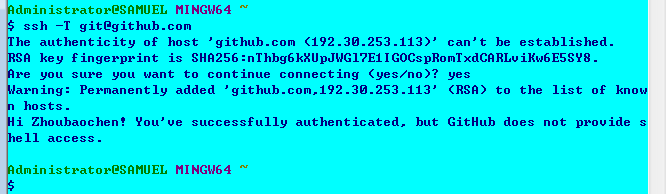 Administrator@SAMUEL MINGW64 ~
$ ssh -T git@github.com
The authenticity of host 'github.com (192.30.253.113)' can't be established.
RSA key fingerprint is SHA256:nThbg6kXUpJWGl7E1IGOCspRomTxdCARLviKw6E5SY8.
Are you sure you want to continue connecting (yes/no)? yes
Warning: Permanently added 'github.com,192.30.253.113' (RSA) to the list of know
n hosts.
Hi Zhoubaochen! You've successfully authenticated, but GitHub does not provide s
hell access.
Administrator@SAMUEL MINGW64 ~
$